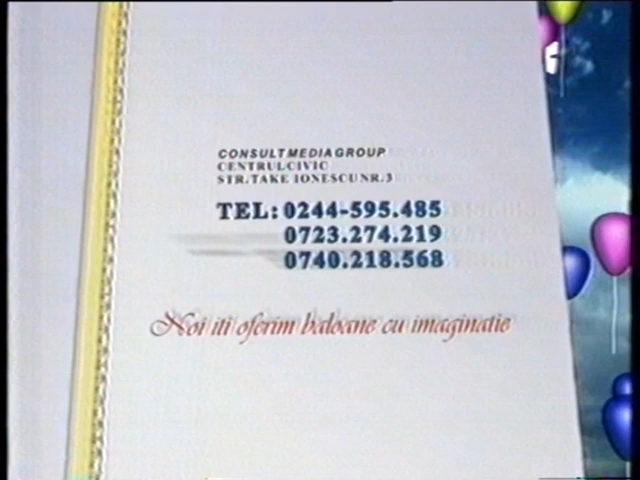 CONSULT MEDIA GROUP
CENTRUL CIVIC
STR. TAKE IONESCU NR. 3
TEL: 0244-595.485
0723.274.219
0740.218.568
Noi iti oferim baloane cu imaginatie